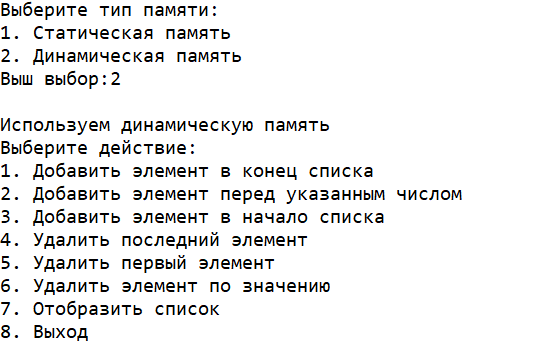 Выберите тип памяти:
1. Статическая память
2. Динамическая память
Выш выбор:2
Используем динамическую память
Выберите действие:
1. Добавить элемент в конец списка
2. Добавить элемент перед указанным числом
3. Добавить элемент в начало списка
4. Удалить последний элемент
5. Удалить первый элемент
6. Удалить элемент по значению
7. Отобразить список
8. Выход